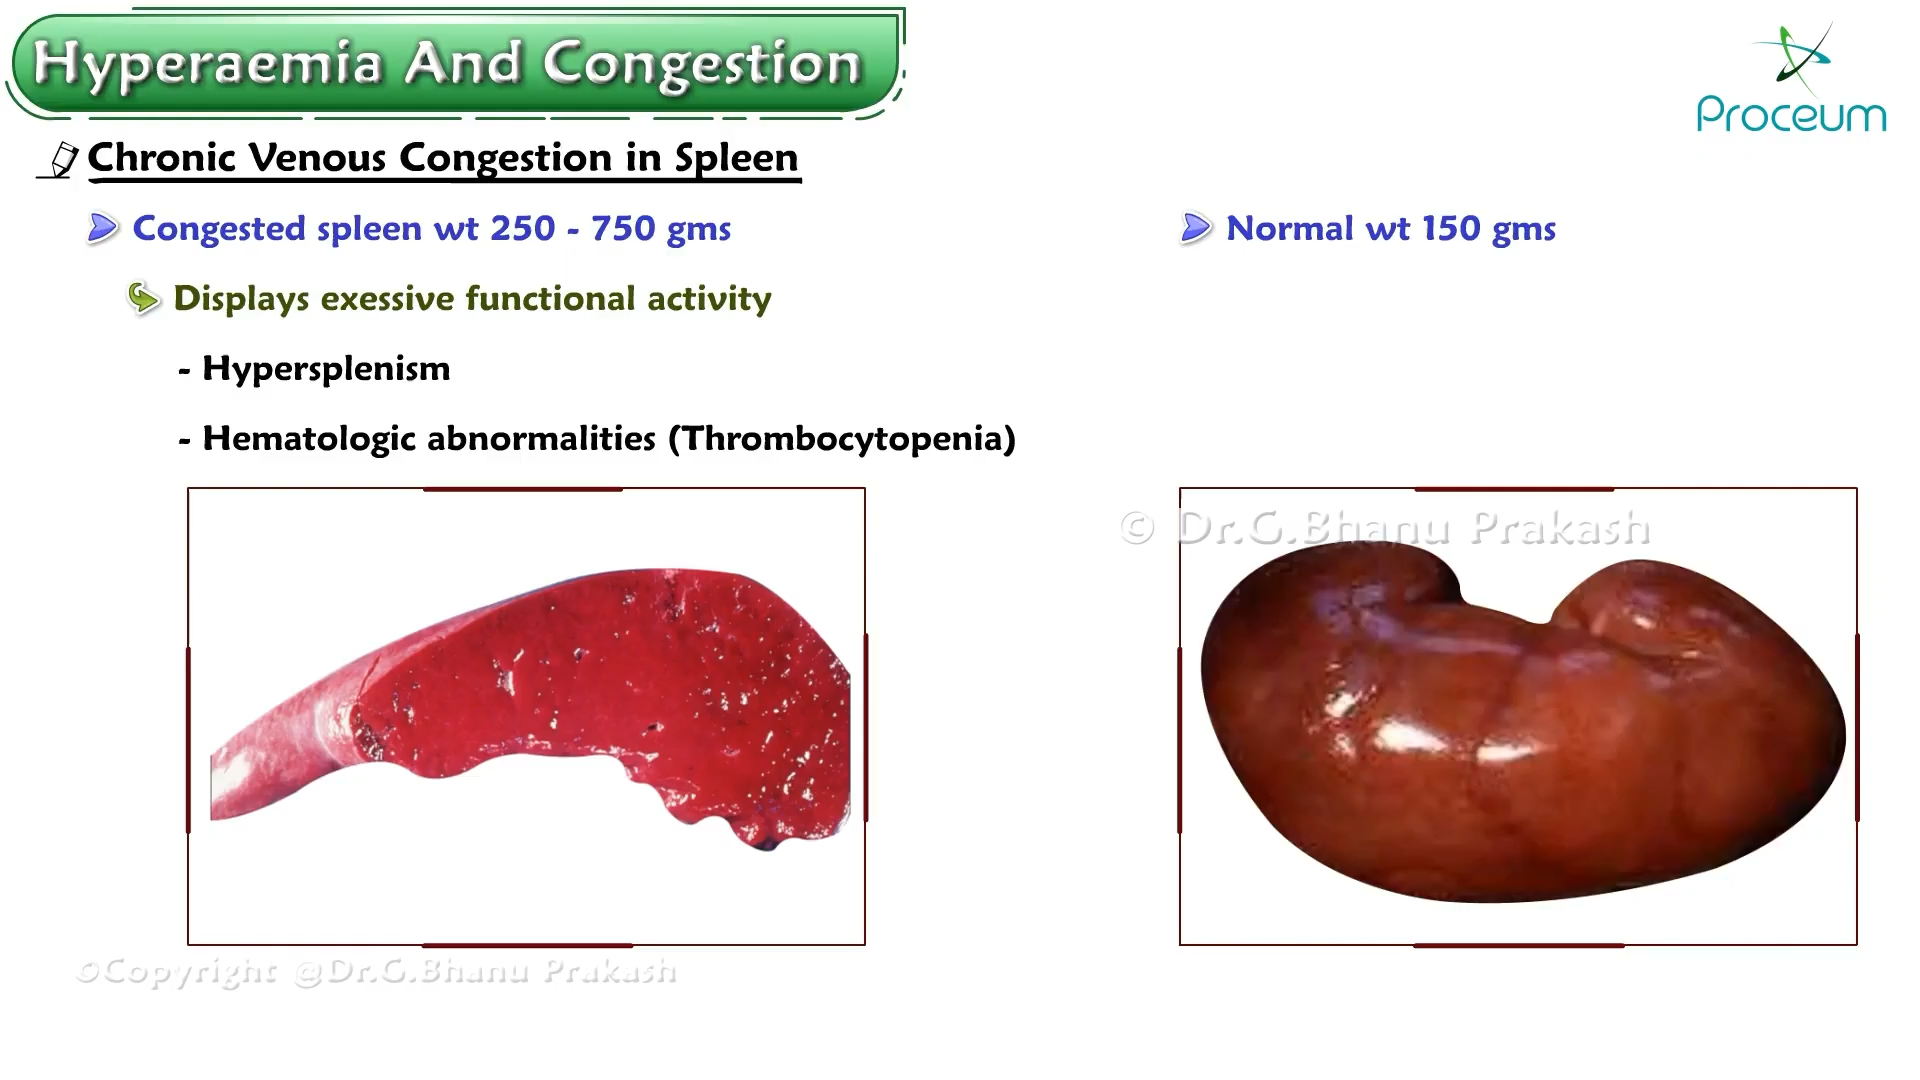 Hyperaemia And Congestion
Proceum
Chronic Venous Congestion in Spleen
Congested spleen wt 250 - 750 gms
Normal wt 150 gms
Displays exessive functional activity
- Hypersplenism
- Hematologic abnormalities (Thrombocytopenia)
© Dr.G.Bhanu Prakash
©Copyright @Dr.G.Bhanu Prakash